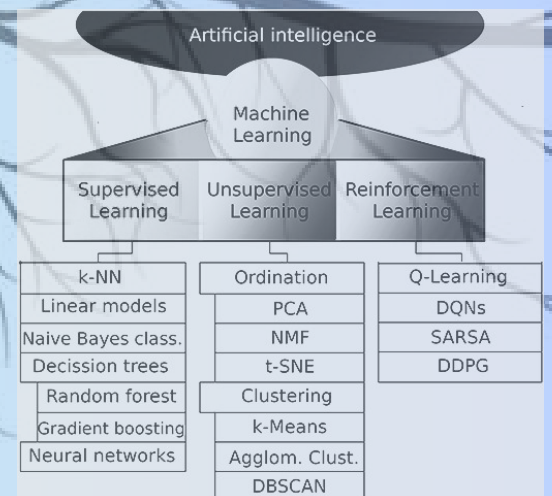 Artificial intelligence
Machine
Learning
Supervised
Learning
Unsupervised
Learning
Reinforcement
Learning
k-NN
Linear models
Naive Bayes class.
Decission trees
Random forest
Gradient boosting
Neural networks
Ordination
PCA
NMF
t-SNE
Clustering
k-Means
Agglom. Clust.
DBSCAN
Q-Learning
DQNs
SARSA
DDPG